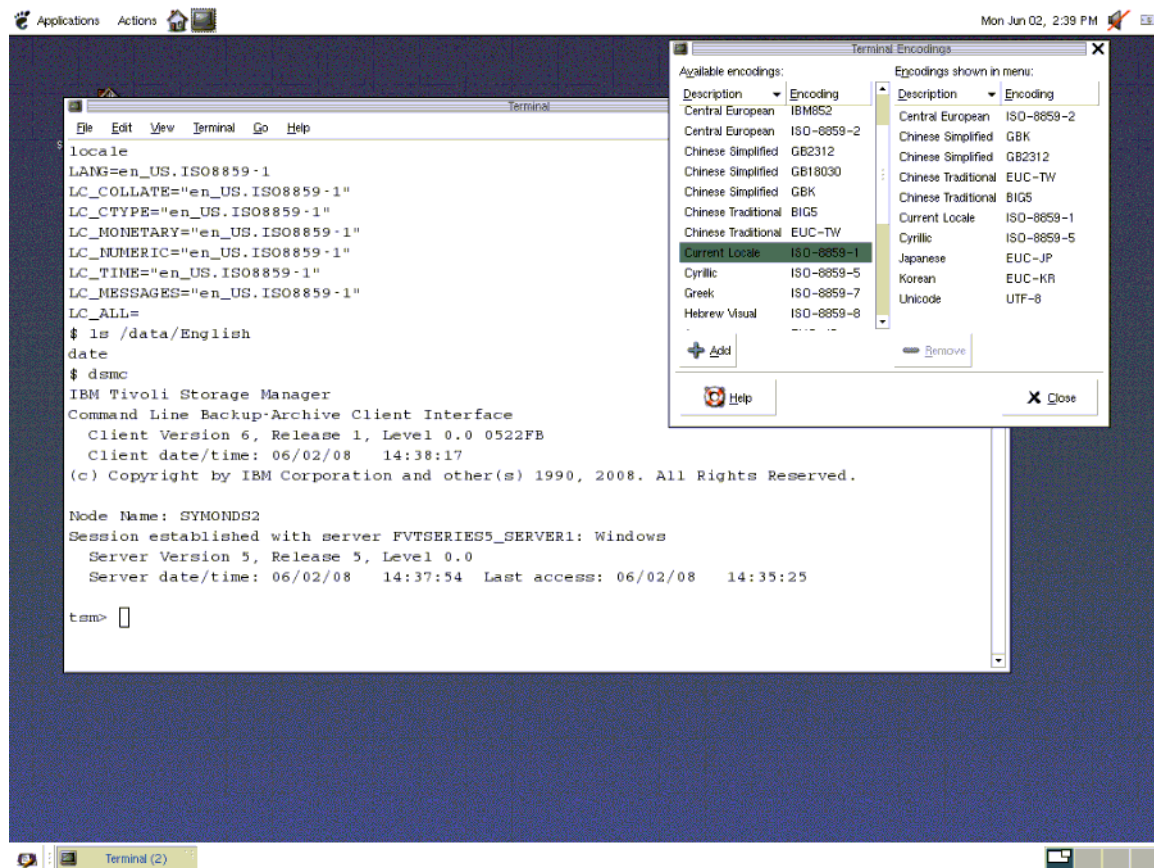 Applications Actions Mon Jun 02, 2:39 PM
Terminal
File Edit View Terminal Go Help
locale
LANG=en_US.ISO8859-1
LC_COLLATE="en_US.ISO8859-1"
LC_CTYPE="en_US.ISO8859-1"
LC_MONETARY="en_US.ISO8859-1"
LC_NUMERIC="en_US.ISO8859-1"
LC_TIME="en_US.ISO8859-1"
LC_MESSAGES="en_US.ISO8859-1"
LC_ALL=
$ ls /data/English
date
$ dsmc
IBM Tivoli Storage Manager
Command Line Backup-Archive Client Interface
Client Version 6, Release 1, Level 0.0 0522FB
Client date/time: 06/02/08 14:38:17
(c) Copyright by IBM Corporation and other(s) 1990, 2008. All Rights Reserved.
Node Name: SYMONDS2
Session established with server FVTSERIES5_SERVER1: Windows
Server Version 5, Release 5, Level 0.0
Server date/time: 06/02/08 14:37:54 Last access: 06/02/08 14:35:25
tsm>
Terminal Encodings
Available encodings:
Description Encoding
Central European IBM852
Central European ISO-8859-2
Chinese Simplified GB2312
Chinese Simplified GB18030
Chinese Simplified GBK
Chinese Traditional BIG5
Chinese Traditional EUC-TW
Current Locale ISO-8859-1
Cyrillic ISO-8859-5
Greek ISO-8859-7
Hebrew Visual ISO-8859-8
Add
Encodings shown in menu:
Description Encoding
Central European ISO-8859-2
Chinese Simplified GBK
Chinese Simplified GB2312
Chinese Traditional EUC-TW
Chinese Traditional BIG5
Current Locale ISO-8859-1
Cyrillic ISO-8859-5
Japanese EUC-JP
Korean EUC-KR
Unicode UTF-8
Remove
Help Close
Terminal (2)